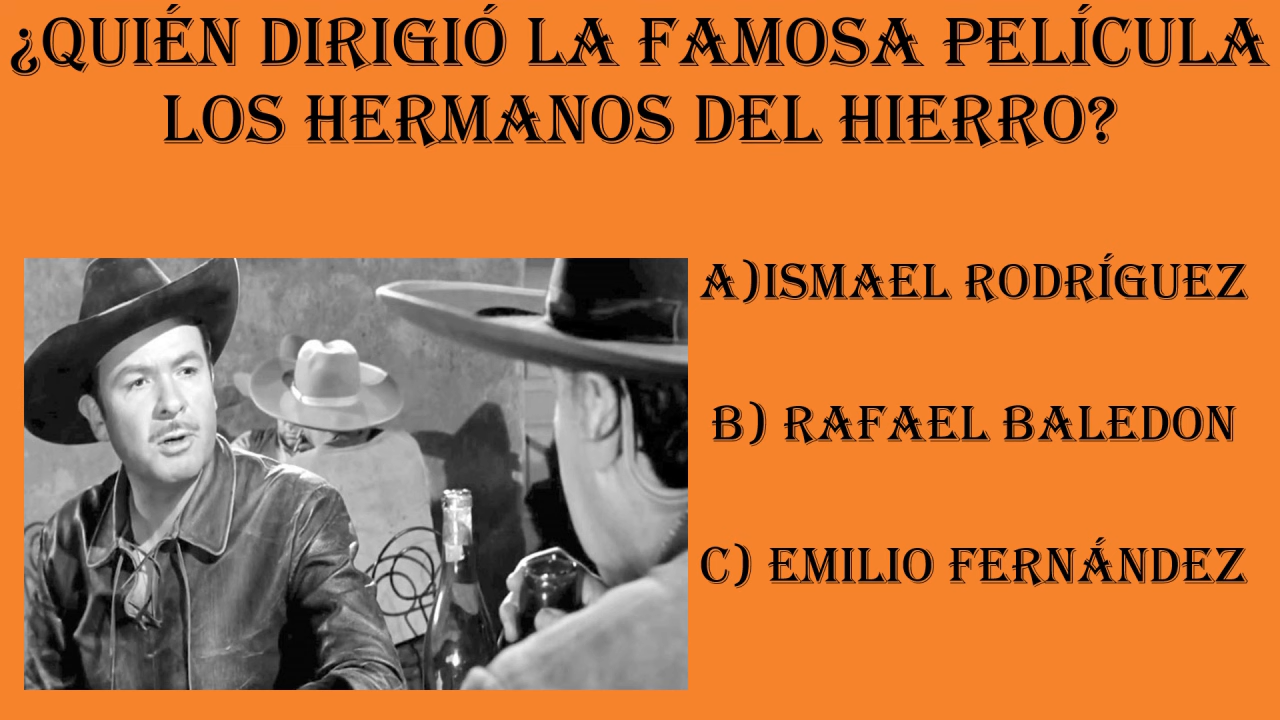 ¿QUIÉN DIRIGIÓ LA FAMOSA PELÍCULA
LOS HERMANOS DEL HIERRO?
A)ISMAEL RODRÍGUEZ
B) RAFAEL BALEDON
C) EMILIO FERNÁNDEZ